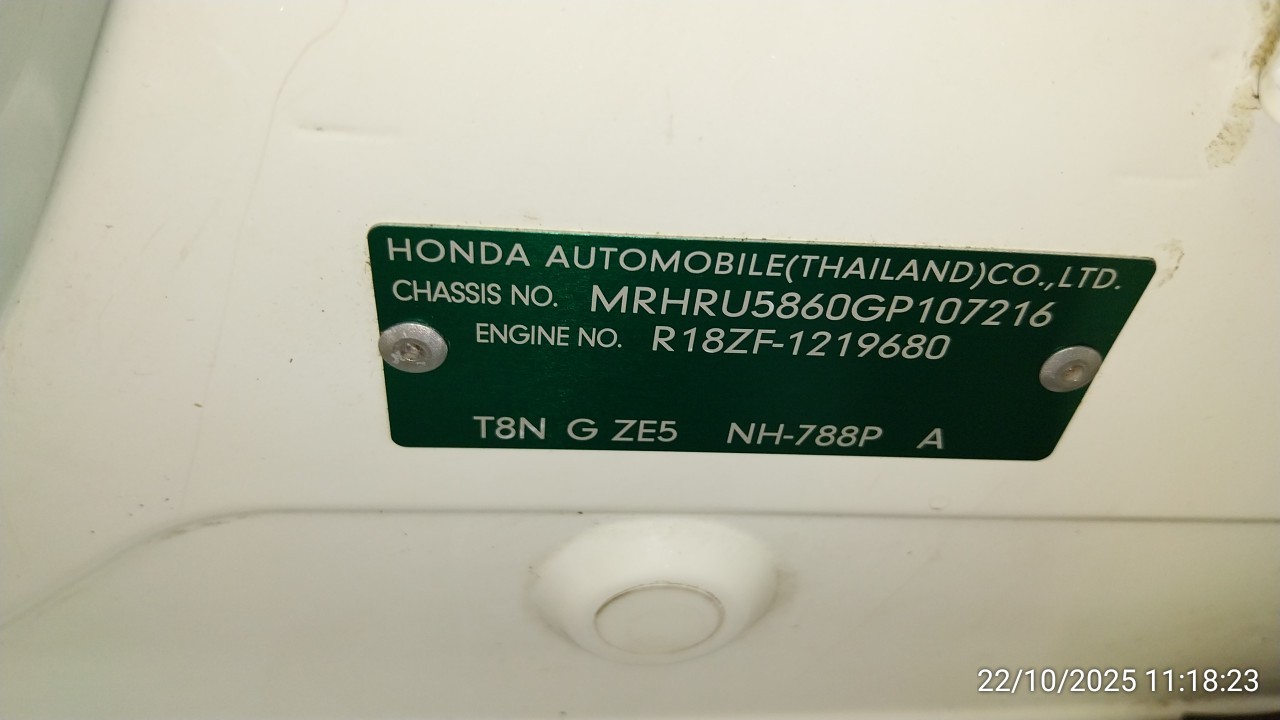 HONDA AUTOMOBILE(THAILAND)CO.,LTD.
CHASSIS NO. MRHRU5860GP107216
ENGINE NO. R18ZF-1219680
T8N G ZE5 NH-788P A
22/10/2025 11:18:23